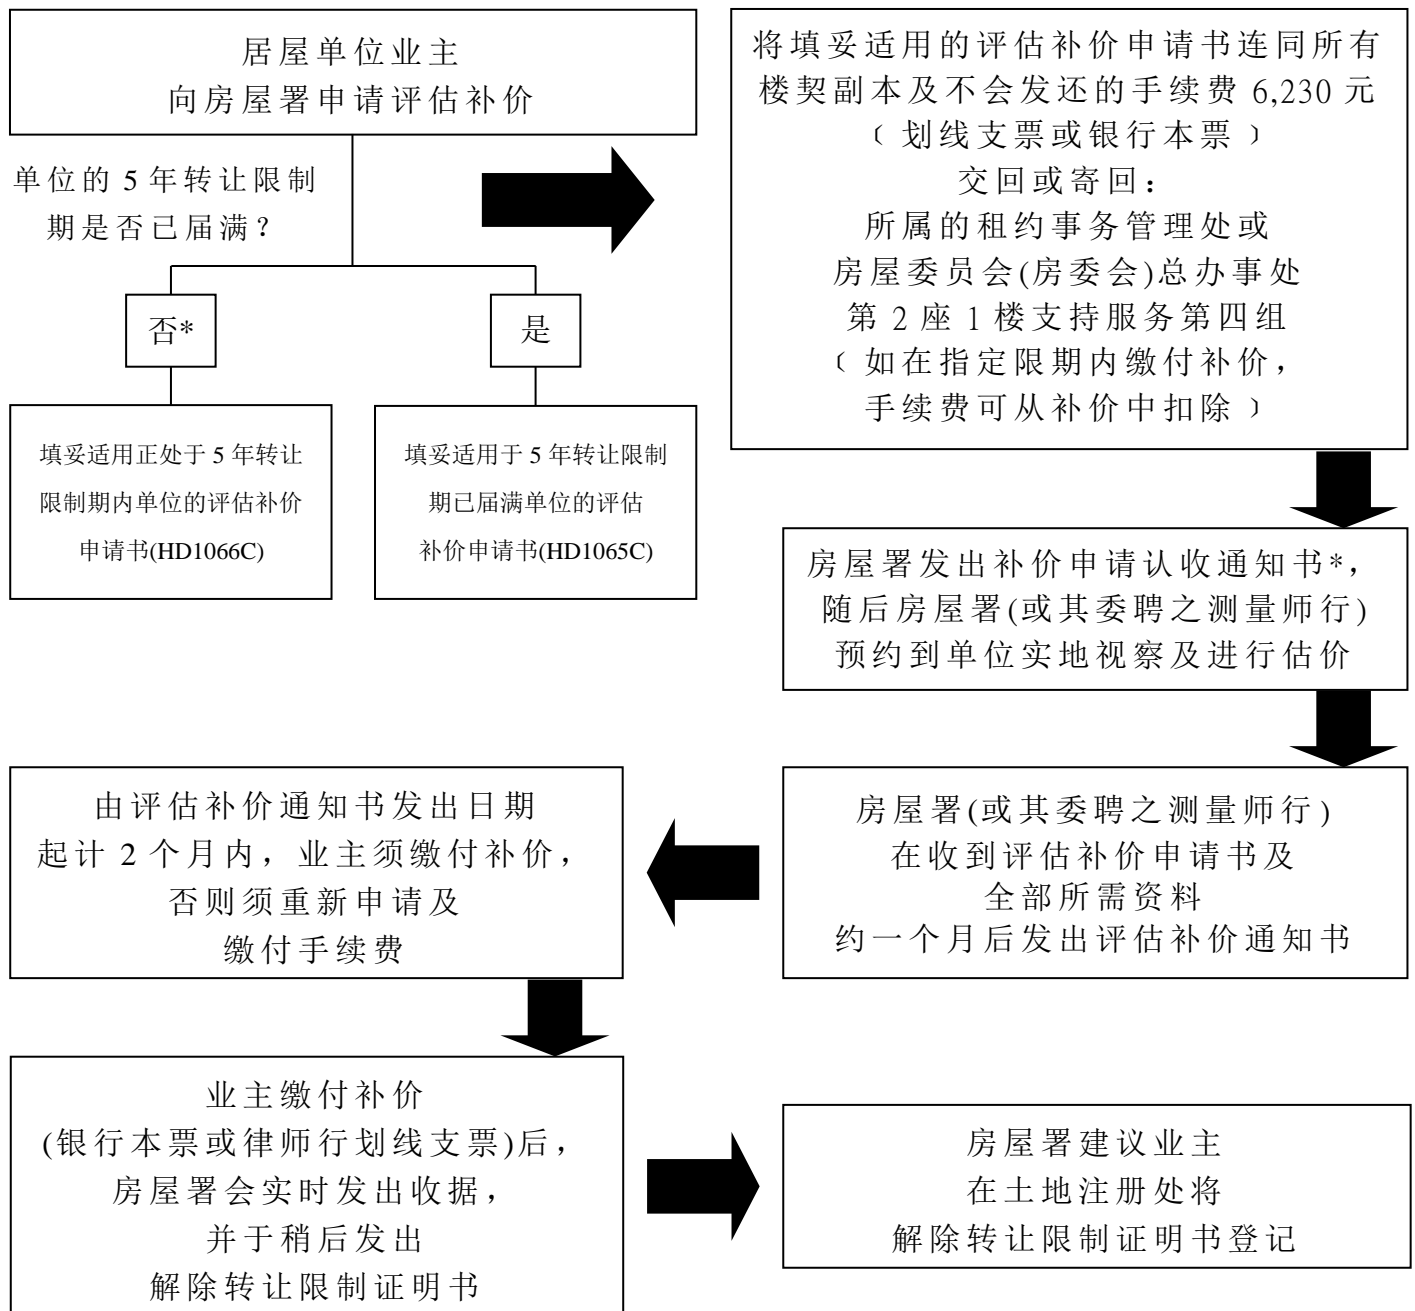 居屋单位业主
向房屋署申请评估补价
单位的 5 年转让限制
期是否已届满？
否*
是
填妥适用正处于 5 年转让
限制期内单位的评估补价
申请书(HD1066C)
填妥适用于 5 年转让限制
期已届满单位的评估
补价申请书(HD1065C)
将填妥适用的评估补价申请书连同所有
楼契副本及不会发还的手续费 6,230 元
﹙划线支票或银行本票﹚
交回或寄回：
所属的租约事务管理处或
房屋委员会(房委会)总办事处
第 2 座 1 楼支持服务第四组
﹙如在指定限期内缴付补价，
手续费可从补价中扣除﹚
房屋署发出补价申请认收通知书*，
随后房屋署(或其委聘之测量师行)
预约到单位实地视察及进行估价
房屋署(或其委聘之测量师行)
在收到评估补价申请书及
全部所需资料
约一个月后发出评估补价通知书
由评估补价通知书发出日期
起计 2 个月内，业主须缴付补价，
否则须重新申请及
缴付手续费
业主缴付补价
(银行本票或律师行划线支票)后，
房屋署会实时发出收据，
并于稍后发出
解除转让限制证明书
房屋署建议业主
在土地注册处将
解除转让限制证明书登记